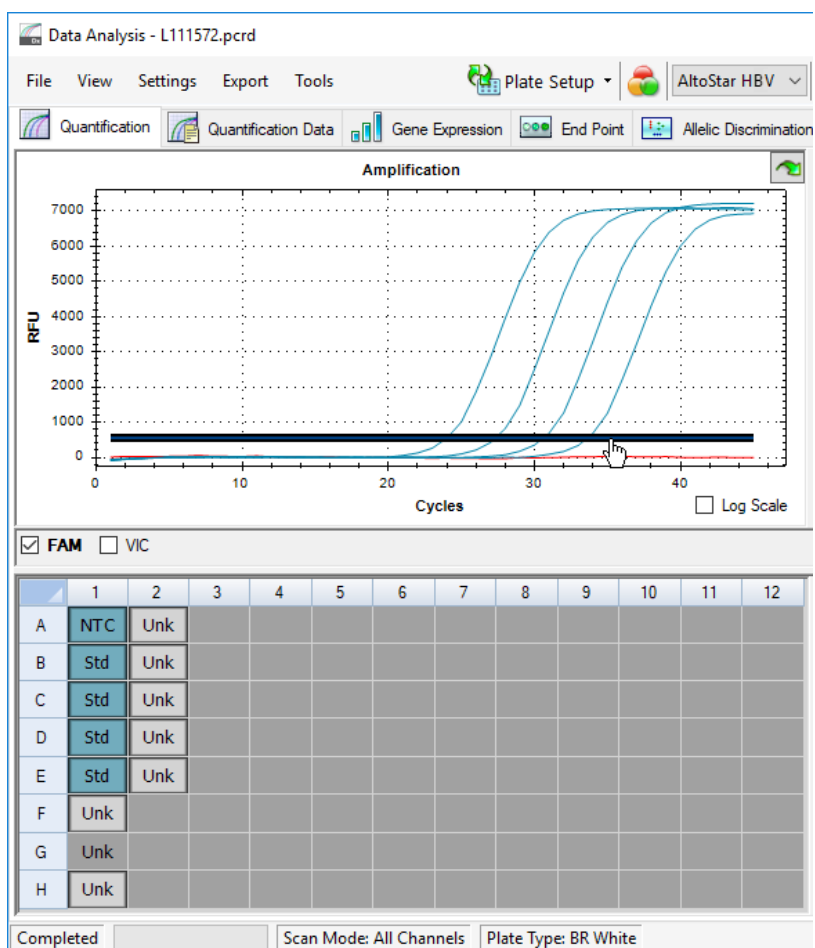 Data Analysis - L111572.pcrd
File View Settings Export Tools Plate Setup AltoStar HBV
Quantification Quantification Data Gene Expression End Point Allelic Discrimination
Amplification
7000
6000
5000
4000
3000
2000
1000
0
RFU
0 10 20 30 40
Cycles
Log Scale
FAM VIC
1 2 3 4 5 6 7 8 9 10 11 12
A NTC Unk
B Std Unk
C Std Unk
D Std Unk
E Std Unk
F Unk
G Unk
H Unk
Completed Scan Mode: All Channels Plate Type: BR White